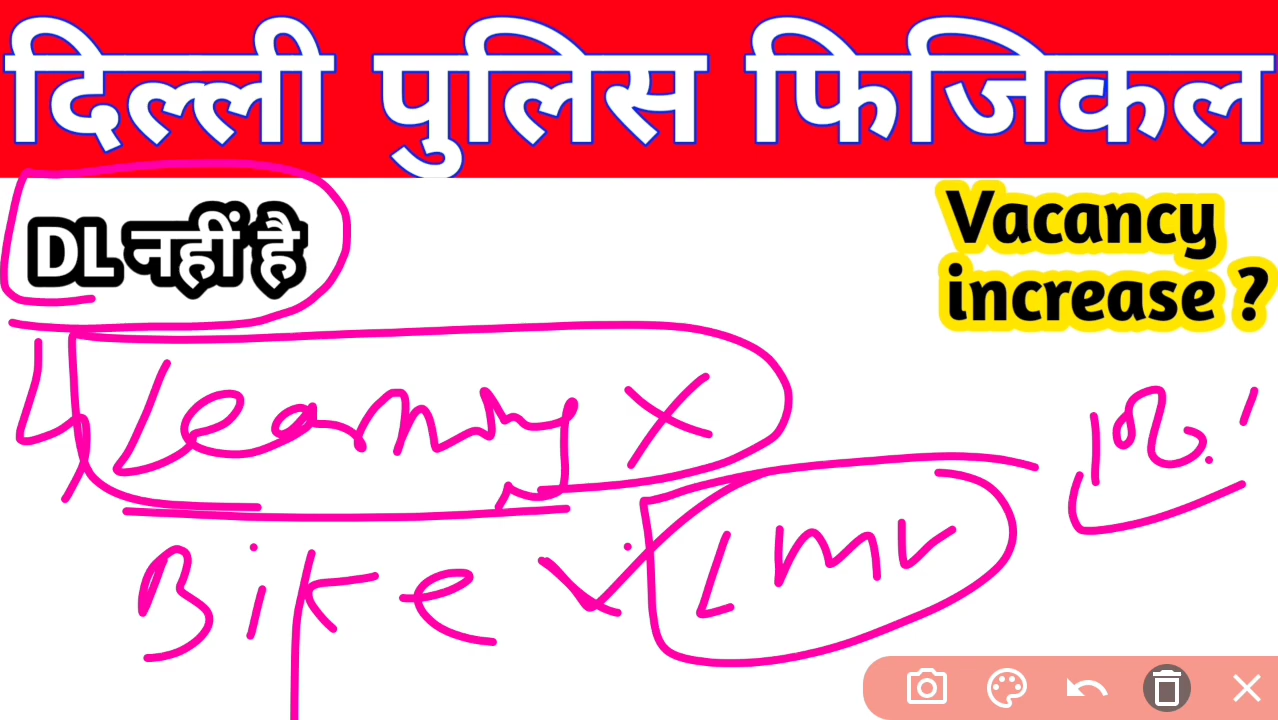 दिल्ली पुलिस फिजिकल
DL नहीं है
Vacancy
increase ?
Learning
Bike
LMV